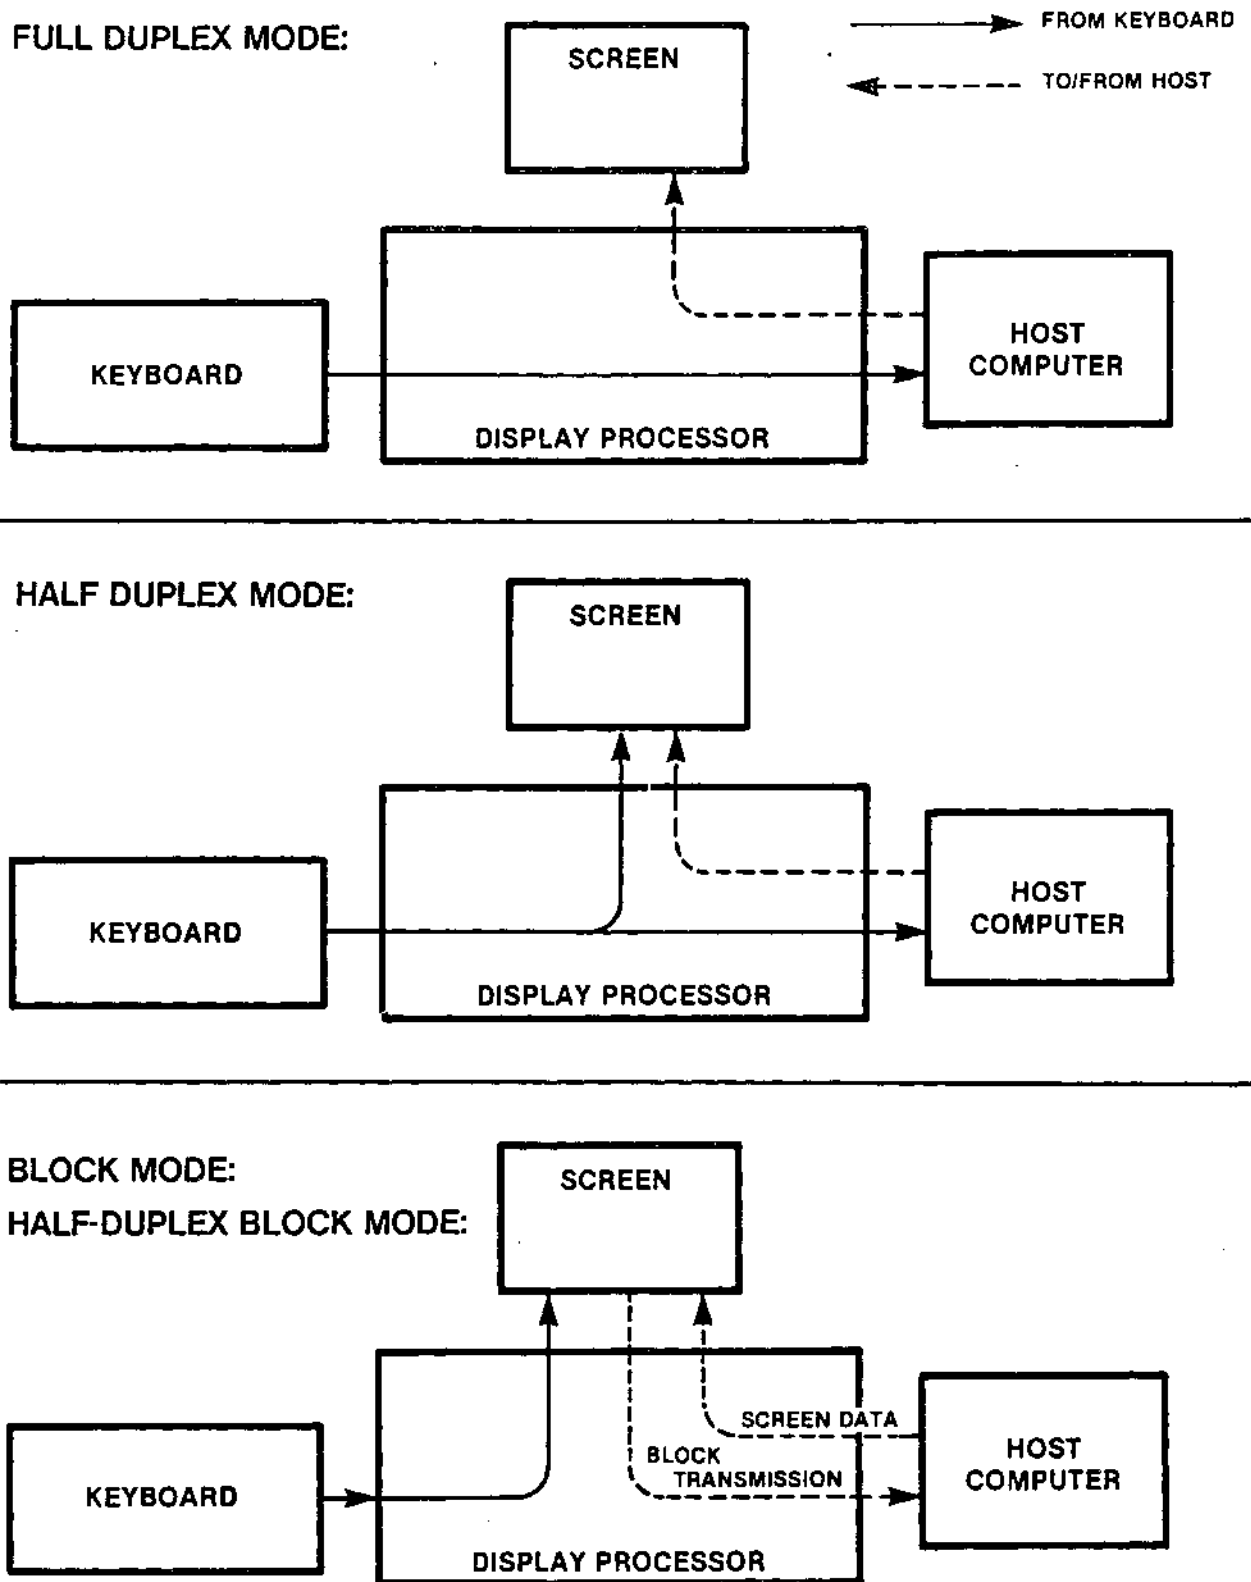 FULL DUPLEX MODE:
SCREEN
FROM KEYBOARD
TO/FROM HOST
KEYBOARD
HOST
COMPUTER
DISPLAY PROCESSOR
HALF DUPLEX MODE:
SCREEN
KEYBOARD
HOST
COMPUTER
DISPLAY PROCESSOR
BLOCK MODE:
HALF-DUPLEX BLOCK MODE:
SCREEN
SCREEN DATA
BLOCK
TRANSMISSION
KEYBOARD
HOST
COMPUTER
DISPLAY PROCESSOR